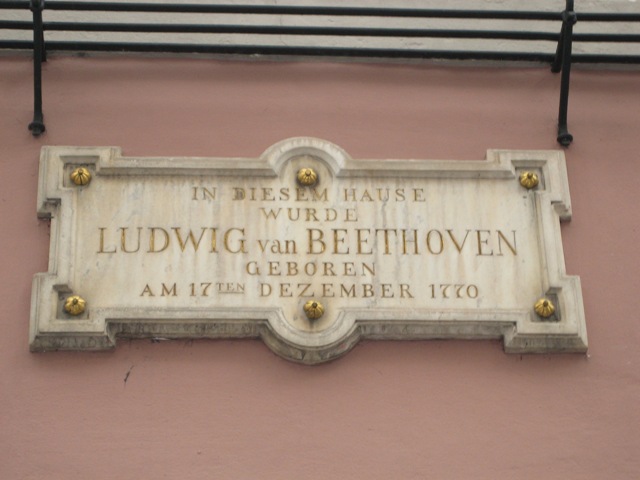 IN DIESEM HAUSE
WURDE
LUDWIG van BEETHOVEN
GEBOREN
AM 17TEN DEZEMBER 1770